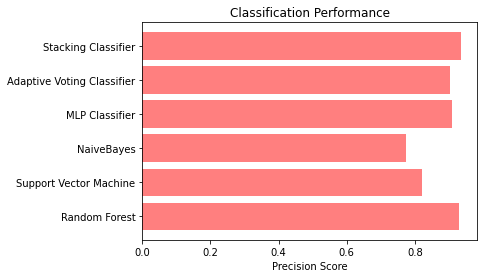 Classification Performance
Stacking Classifier
Adaptive Voting Classifier
MLP Classifier
NaiveBayes
Support Vector Machine
Random Forest
0.0 0.2 0.4 0.6 0.8
Precision Score